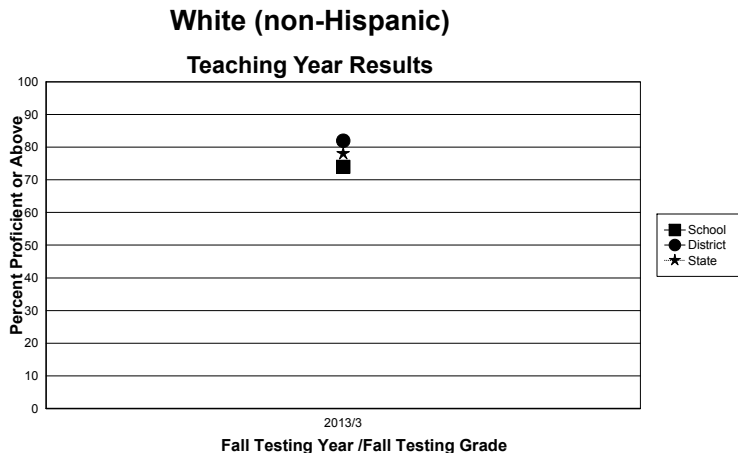 White (non-Hispanic)
Teaching Year Results
Percent Proficient or Above
100
90
80
70
60
50
40
30
20
10
0
2013/3
Fall Testing Year /Fall Testing Grade
School
District
State